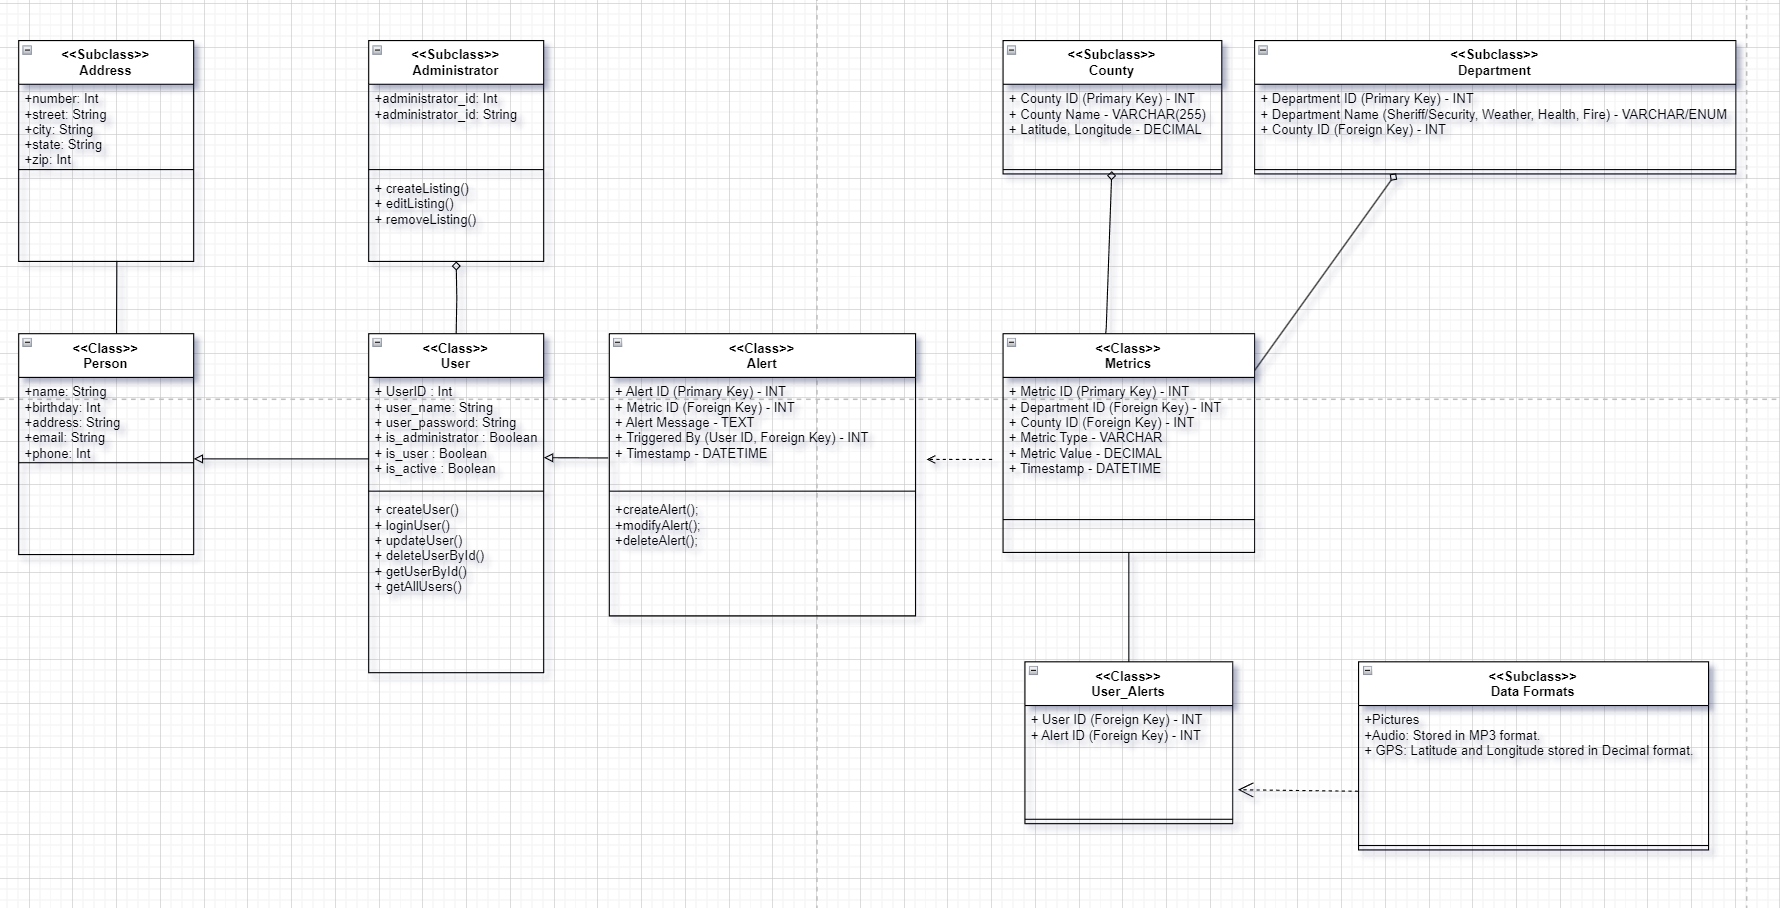 <<Subclass>>
Address
+number: Int
+street: String
+city: String
+state: String
+zip: Int
<<Subclass>>
Administrator
+administrator_id: Int
+administrator_id: String
+ createListing()
+ editListing()
+ removeListing()
<<Subclass>>
County
+ County ID (Primary Key) - INT
+ County Name - VARCHAR(255)
+ Latitude, Longitude - DECIMAL
<<Subclass>>
Department
+ Department ID (Primary Key) - INT
+ Department Name (Sheriff/Security, Weather, Health, Fire) - VARCHAR/ENUM
+ County ID (Foreign Key) - INT
<<Class>>
Person
+name: String
+birthday: Int
+address: String
+email: String
+phone: Int
<<Class>>
User
+ UserID : Int
+ user_name: String
+ user_password: String
+ is_administrator : Boolean
+ is_user : Boolean
+ is_active : Boolean
+ createUser()
+ loginUser()
+ updateUser()
+ deleteUserById()
+ getUserById()
+ getAllUsers()
<<Class>>
Alert
+ Alert ID (Primary Key) - INT
+ Metric ID (Foreign Key) - INT
+ Alert Message - TEXT
+ Triggered By (User ID, Foreign Key) - INT
+ Timestamp - DATETIME
+createAlert();
+modifyAlert();
+deleteAlert();
<<Class>>
Metrics
+ Metric ID (Primary Key) - INT
+ Department ID (Foreign Key) - INT
+ County ID (Foreign Key) - INT
+ Metric Type - VARCHAR
+ Metric Value - DECIMAL
+ Timestamp - DATETIME
<<Class>>
User_Alerts
+ User ID (Foreign Key) - INT
+ Alert ID (Foreign Key) - INT
<<Subclass>>
Data Formats
+Pictures
+Audio: Stored in MP3 format.
+ GPS: Latitude and Longitude stored in Decimal format.